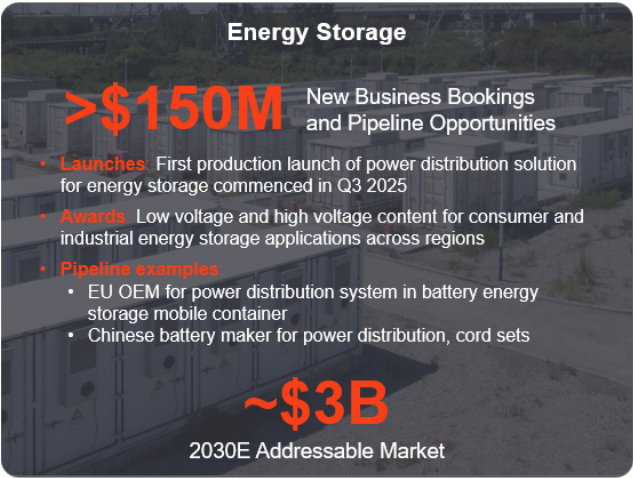 Energy Storage
>$150M
New Business Bookings
and Pipeline Opportunities
• Launches: First production launch of power distribution solution
for energy storage commenced in Q3 2025
• Awards: Low voltage and high voltage content for consumer and
industrial energy storage applications across regions
• Pipeline examples:
• EU OEM for power distribution system in battery energy
storage mobile container
• Chinese battery maker for power distribution, cord sets
~$3B
2030E Addressable Market